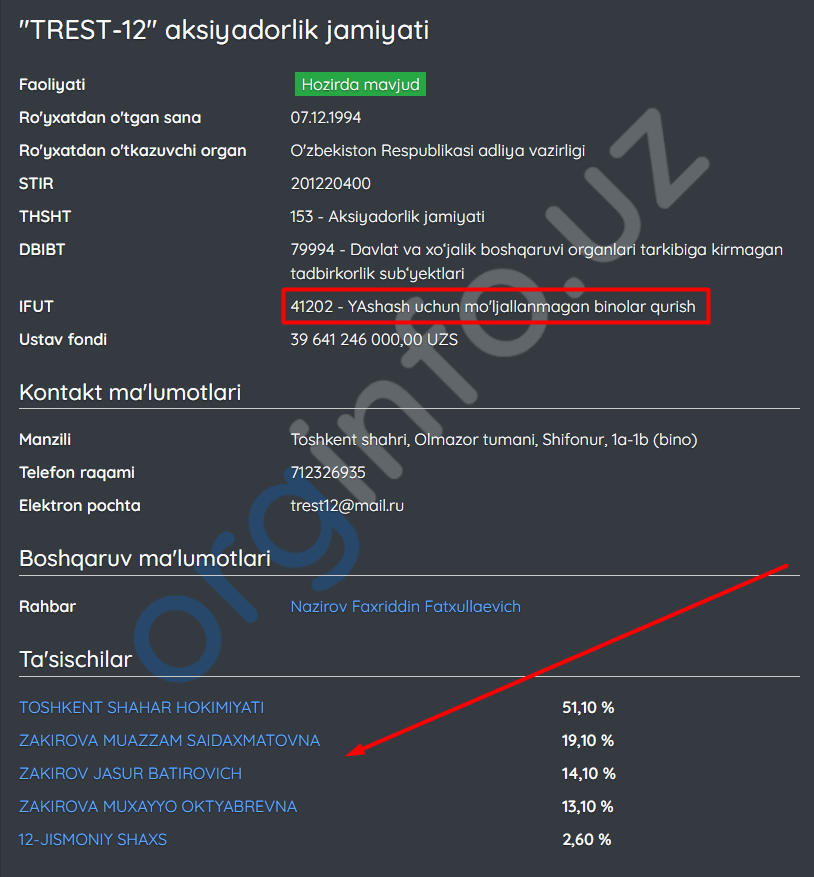 "TREST-12" aksiyadorlik jamiyati
Faoliyati Hozirda mavjud
Ro'yxatdan o'tgan sana 07.12.1994
Ro'yxatdan o'tkazuvchi organ O'zbekiston Respublikasi adliya vazirligi
STIR 201220400
THSHT 153 - Aksiyadorlik jamiyati
DBIBT 79994 - Davlat va xo‘jalik boshqaruvi organlari tarkibiga kirmagan
tadbirkorlik sub‘yektlari
IFUT 41202 - YAshash uchun mo'ljallanmagan binolar qurish
Ustav fondi 39 641 246 000,00 UZS
Kontakt ma'lumotlari
Manzili Toshkent shahri, Olmazor tumani, Shifonur, 1a-1b (bino)
Telefon raqami 712326935
Elektron pochta trest12@mail.ru
Boshqaruv ma'lumotlari
Rahbar Nazirov Faxriddin Fatxullaevich
Ta'sischilar
TOSHKENT SHAHAR HOKIMIYATI 51,10 %
ZAKIROVA MUAZZAM SAIDAXMATOVNA 19,10 %
ZAKIROV JASUR BATIROVICH 14,10 %
ZAKIROVA MUXAYYO OKTYABREVNA 13,10 %
12-JISMONIY SHAXS 2,60 %
orginfo.uz